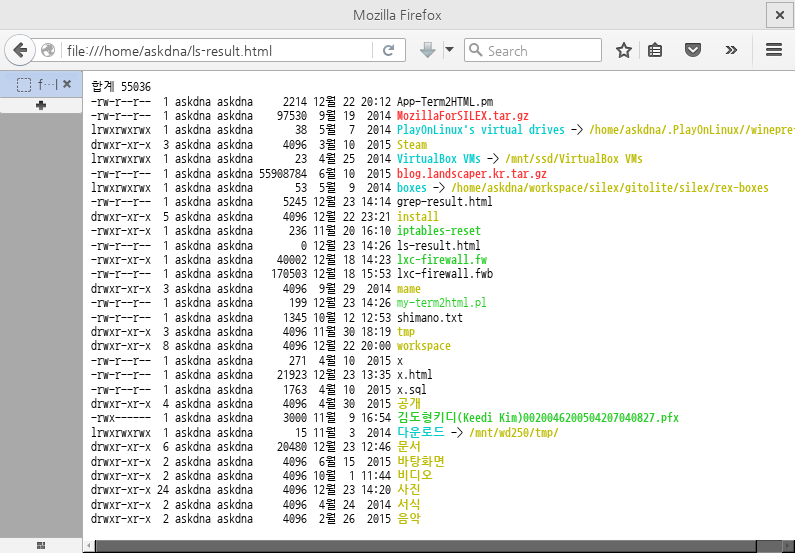 Mozilla Firefox
file:///home/askdna/ls-result.html
Search
f···l
합계 55036
-rw-r--r-- 1 askdna askdna 2214 12월 22 20:12 App-Term2HTML.pm
-rw-r--r-- 1 askdna askdna 97530 9월 19 2014 MozillaForSILEX.tar.gz
lrwxrwxrwx 1 askdna askdna 38 5월 7 2014 PlayOnLinux's virtual drives -> /home/askdna/.PlayOnLinux//winepre
drwxr-xr-x 3 askdna askdna 4096 3월 10 2015 Steam
lrwxrwxrwx 1 askdna askdna 23 4월 25 2014 VirtualBox VMs -> /mnt/ssd/VirtualBox VMs
-rw-r--r-- 1 askdna askdna 55908784 6월 10 2015 blog.landscaper.kr.tar.gz
lrwxrwxrwx 1 askdna askdna 53 5월 9 2014 boxes -> /home/askdna/workspace/silex/gitolite/silex/rex-boxes
-rw-r--r-- 1 askdna askdna 5245 12월 23 14:14 grep-result.html
drwxr-xr-x 5 askdna askdna 4096 12월 22 23:21 install
-rwxr-xr-x 1 askdna askdna 236 11월 20 16:10 iptables-reset
-rw-r--r-- 1 askdna askdna 0 12월 23 14:26 ls-result.html
-rwxr-xr-x 1 askdna askdna 40002 12월 18 14:23 lxc-firewall.fw
-rw-r--r-- 1 askdna askdna 170503 12월 18 15:53 lxc-firewall.fwb
drwxr-xr-x 3 askdna askdna 4096 9월 29 2014 mame
-rw-r--r-- 1 askdna askdna 199 12월 23 14:26 my-term2html.pl
-rw-r--r-- 1 askdna askdna 1345 10월 12 12:53 shimano.txt
drwxr-xr-x 3 askdna askdna 4096 11월 30 18:19 tmp
drwxr-xr-x 8 askdna askdna 4096 12월 22 20:00 workspace
-rw-r--r-- 1 askdna askdna 271 4월 10 2015 x
-rw-r--r-- 1 askdna askdna 21923 12월 23 13:35 x.html
-rw-r--r-- 1 askdna askdna 1763 4월 10 2015 x.sql
drwxr-xr-x 4 askdna askdna 4096 4월 30 2015 공개
-rwx------ 1 askdna askdna 3000 11월 9 16:54 김도형키디(Keedi Kim)0020046200504207040827.pfx
lrwxrwxrwx 1 askdna askdna 15 11월 3 2014 다운로드 -> /mnt/wd250/tmp/
drwxr-xr-x 6 askdna askdna 20480 12월 23 12:46 문서
drwxr-xr-x 2 askdna askdna 4096 6월 15 2015 바탕화면
drwxr-xr-x 2 askdna askdna 4096 10월 1 11:44 비디오
drwxr-xr-x 24 askdna askdna 4096 12월 23 14:20 사진
drwxr-xr-x 2 askdna askdna 4096 4월 24 2014 서식
drwxr-xr-x 2 askdna askdna 4096 2월 26 2015 음악